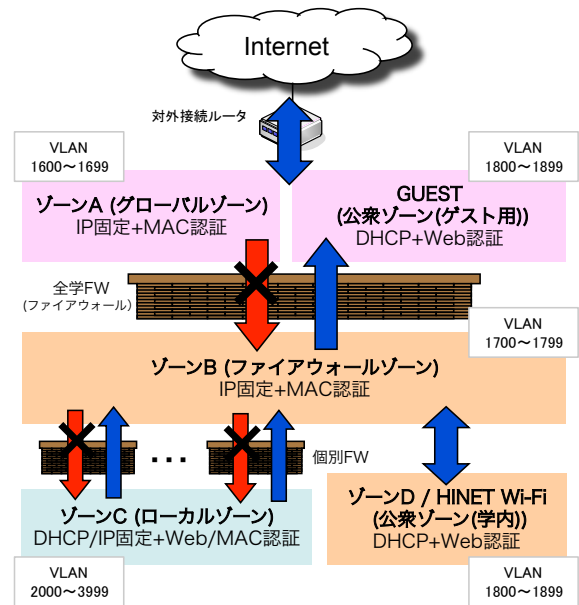 Internet
対外接続ルータ
VLAN
1600〜1699
VLAN
1800〜1899
ゾーンA (グローバルゾーン)
IP固定+MAC認証
GUEST
(公衆ゾーン(ゲスト用))
DHCP+Web認証
全学FW
(ファイアウォール)
VLAN
1700〜1799
ゾーンB (ファイアウォールゾーン)
IP固定+MAC認証
・・・
個別FW
ゾーンC (ローカルゾーン)
DHCP/IP固定+Web/MAC認証
ゾーンD / HINET Wi-Fi
(公衆ゾーン(学内))
DHCP+Web認証
VLAN
2000〜3999
VLAN
1800〜1899